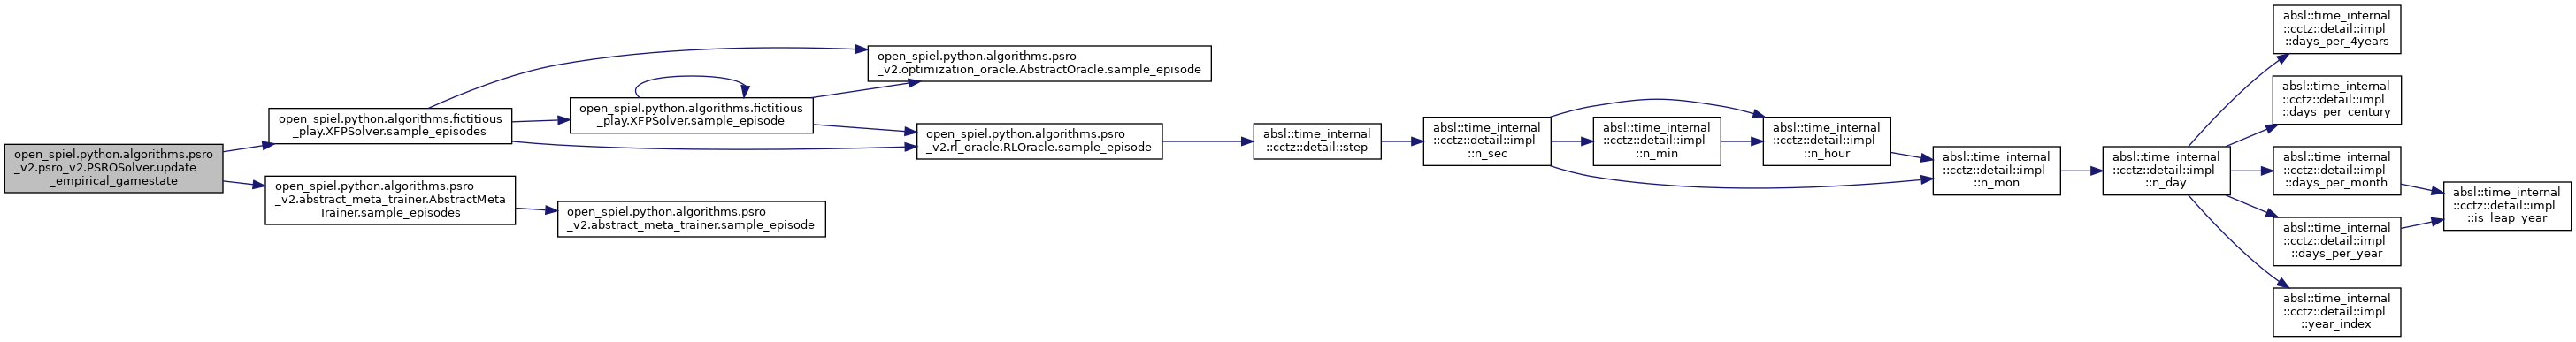 open_spiel.python.algorithms.psro
_v2.psro_v2.PSROSolver.update
_empirical_gamestate
open_spiel.python.algorithms.fictitious
_play.XFPSolver.sample_episodes
open_spiel.python.algorithms.psro
_v2.abstract_meta_trainer.AbstractMeta
Trainer.sample_episodes
open_spiel.python.algorithms.fictitious
_play.XFPSolver.sample_episode
open_spiel.python.algorithms.psro
_v2.abstract_meta_trainer.sample_episode
open_spiel.python.algorithms.psro
_v2.optimization_oracle.AbstractOracle.sample_episode
open_spiel.python.algorithms.psro
_v2.rl_oracle.RLOracle.sample_episode
absl::time_internal
::cctz::detail::step
absl::time_internal
::cctz::detail::impl
::n_sec
absl::time_internal
::cctz::detail::impl
::n_min
absl::time_internal
::cctz::detail::impl
::n_hour
absl::time_internal
::cctz::detail::impl
::n_mon
absl::time_internal
::cctz::detail::impl
::n_day
absl::time_internal
::cctz::detail::impl
::days_per_4years
absl::time_internal
::cctz::detail::impl
::days_per_century
absl::time_internal
::cctz::detail::impl
::days_per_month
absl::time_internal
::cctz::detail::impl
::days_per_year
absl::time_internal
::cctz::detail::impl
::year_index
absl::time_internal
::cctz::detail::impl
::is_leap_year